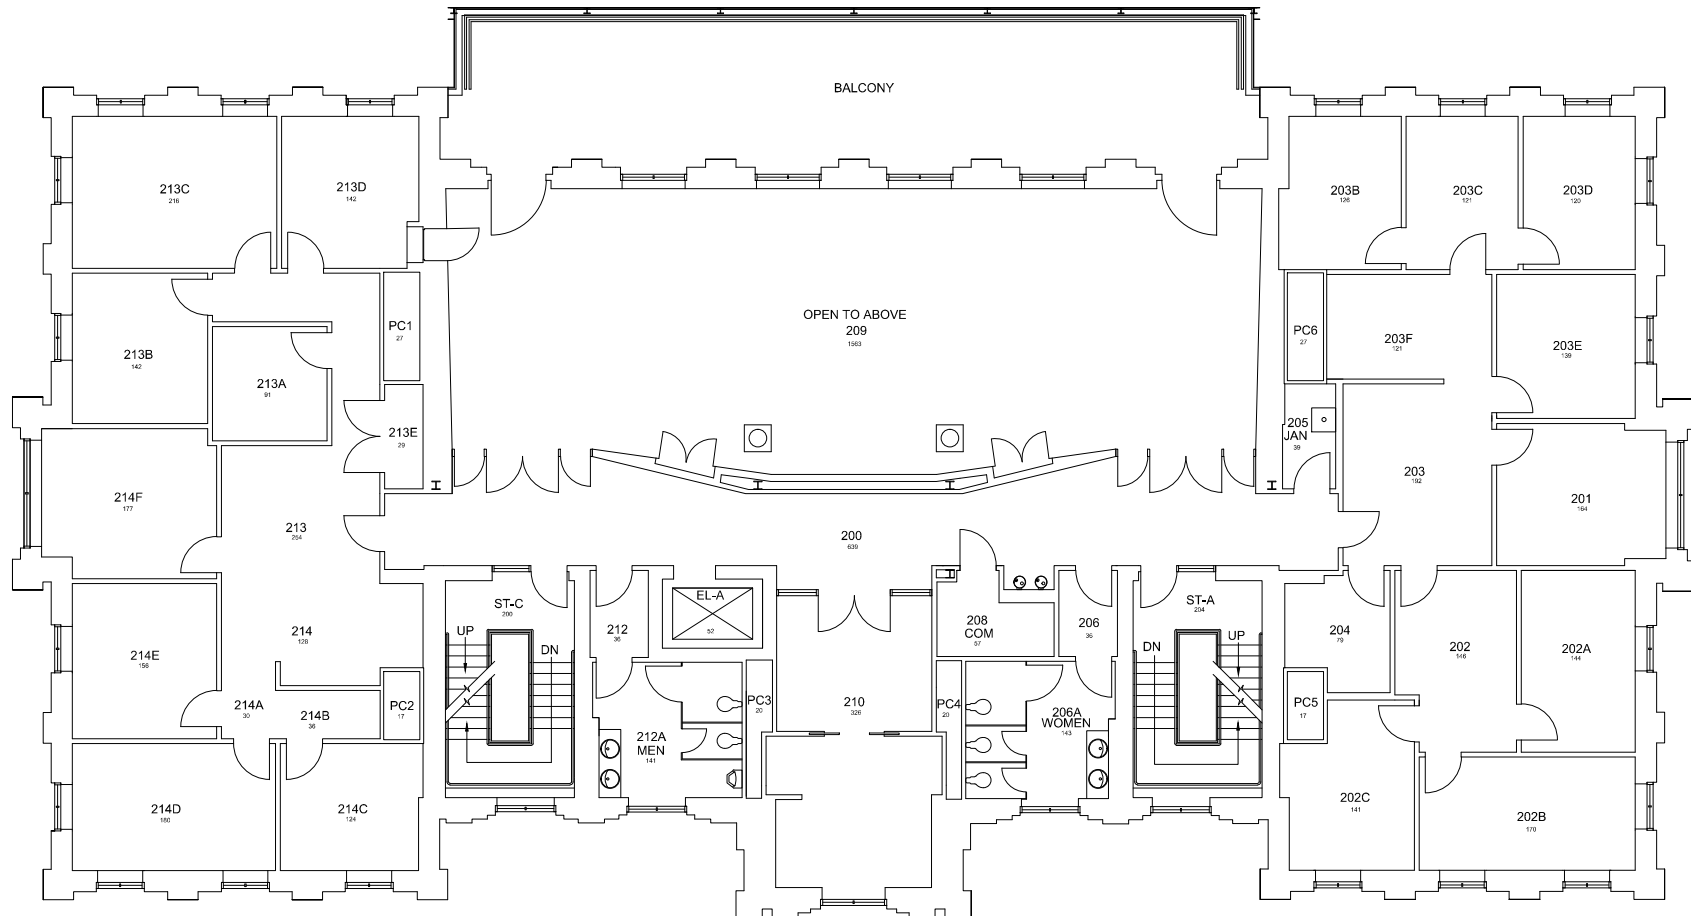 BALCONY
213C
216
213D
142
203B
126
203C
121
203D
120
OPEN TO ABOVE
209
1563
PC1
27
PC6
27
203F
121
203E
139
213B
142
213A
91
213E
29
205
JAN
39
203
192
201
164
214F
177
213
254
200
639
ST-C
200
EL-A
52
ST-A
204
212
36
208
COM
57
206
36
204
79
202
146
202A
144
UP
DN
DN
UP
214
128
214E
156
214A
30
214B
36
PC2
17
PC3
20
210
326
PC4
20
206A
WOMEN
143
PC5
17
212A
MEN
141
214D
180
214C
124
202C
141
202B
170